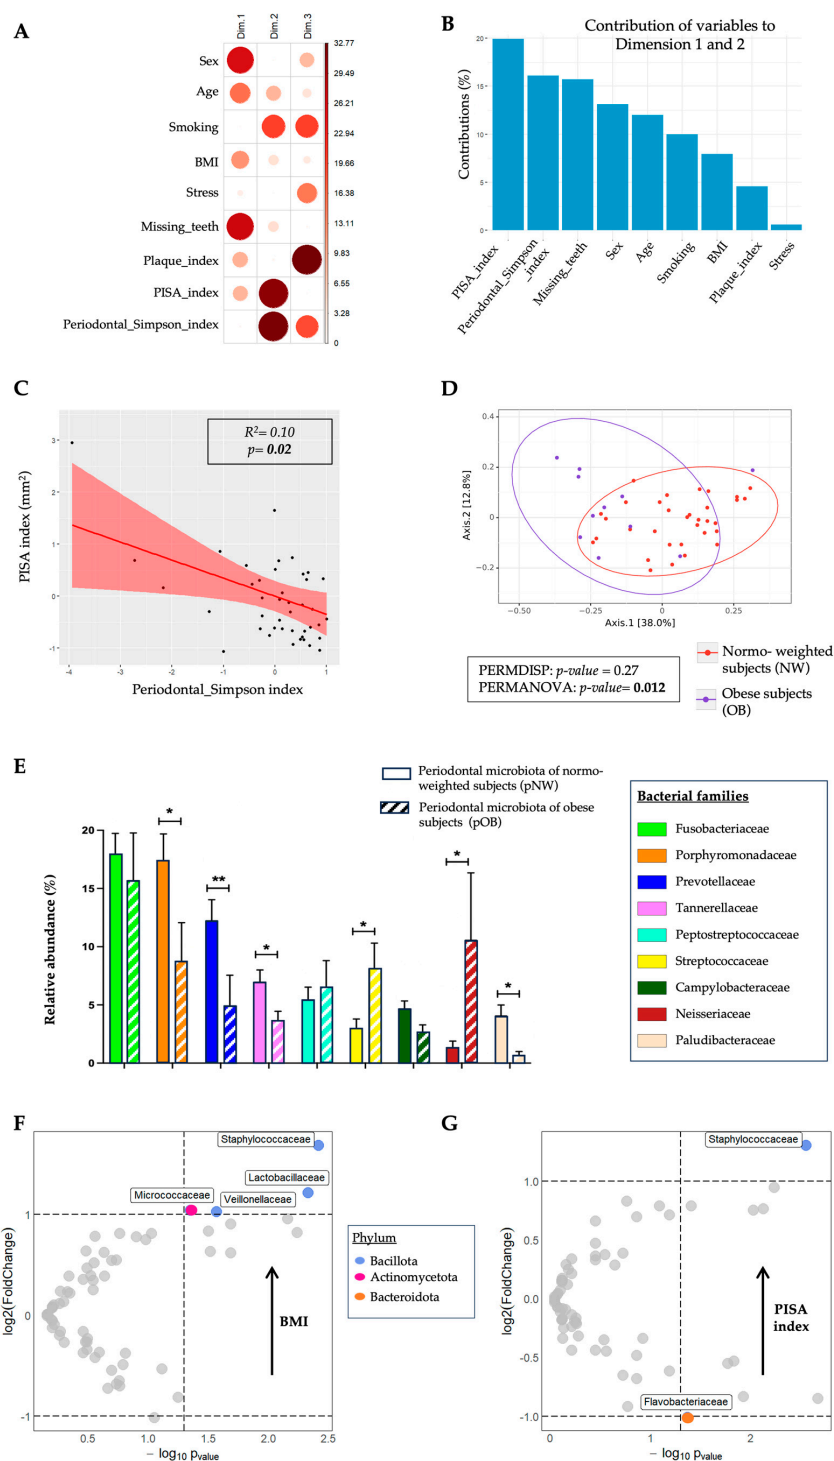 A
Dim.1
Dim.2
Dim.3
Sex
Age
Smoking
BMI
Stress
Missing_teeth
Plaque_index
PISA_index
Periodontal_Simpson_index
32.77
29.49
26.21
22.94
19.66
16.38
13.11
9.83
6.55
3.28
0
B
Contribution of variables to
Dimension 1 and 2
Contributions (%)
20
15
10
5
0
PISA_index
Periodontal_Simpson
_index
Missing_teeth
Sex
Age
Smoking
BMI
Plaque_index
Stress
C
R²= 0.10
p= 0.02
PISA index (mm²)
3
2
1
0
-1
-4
-3
-2
-1
0
1
Periodontal_Simpson index
D
Axis.2 [12.8%]
0.4
0.2
0
−0.2
−0.50
−0.25
0
0.25
Axis.1 [38.0%]
PERMDISP: p-value = 0.27
PERMANOVA: p-value= 0.012
Normo- weighted
subjects (NW)
Obese subjects
(OB)
E
Periodontal microbiota of normo-
weighted subjects (pNW)
Periodontal microbiota of obese
subjects (pOB)
Relative abundance (%)
20
15
10
5
0
*
**
*
*
*
*
Bacterial families
Fusobacteriaceae
Porphyromonadaceae
Prevotellaceae
Tannerellaceae
Peptostreptococcaceae
Streptococcaceae
Campylobacteraceae
Neisseriaceae
Paludibacteraceae
F
Staphylococcaceae
Lactobacillaceae
Micrococcaceae
Veillonellaceae
log2(FoldChange)
1
0
-1
BMI
0.5
1.0
1.5
2.0
2.5
− log10 pvalue
Phylum
Bacillota
Actinomycetota
Bacteroidota
G
Staphylococcaceae
Flavobacteriaceae
log2(FoldChange)
1.0
0.5
0.0
-0.5
-1.0
PISA
index
0
1
2
− log10 pvalue